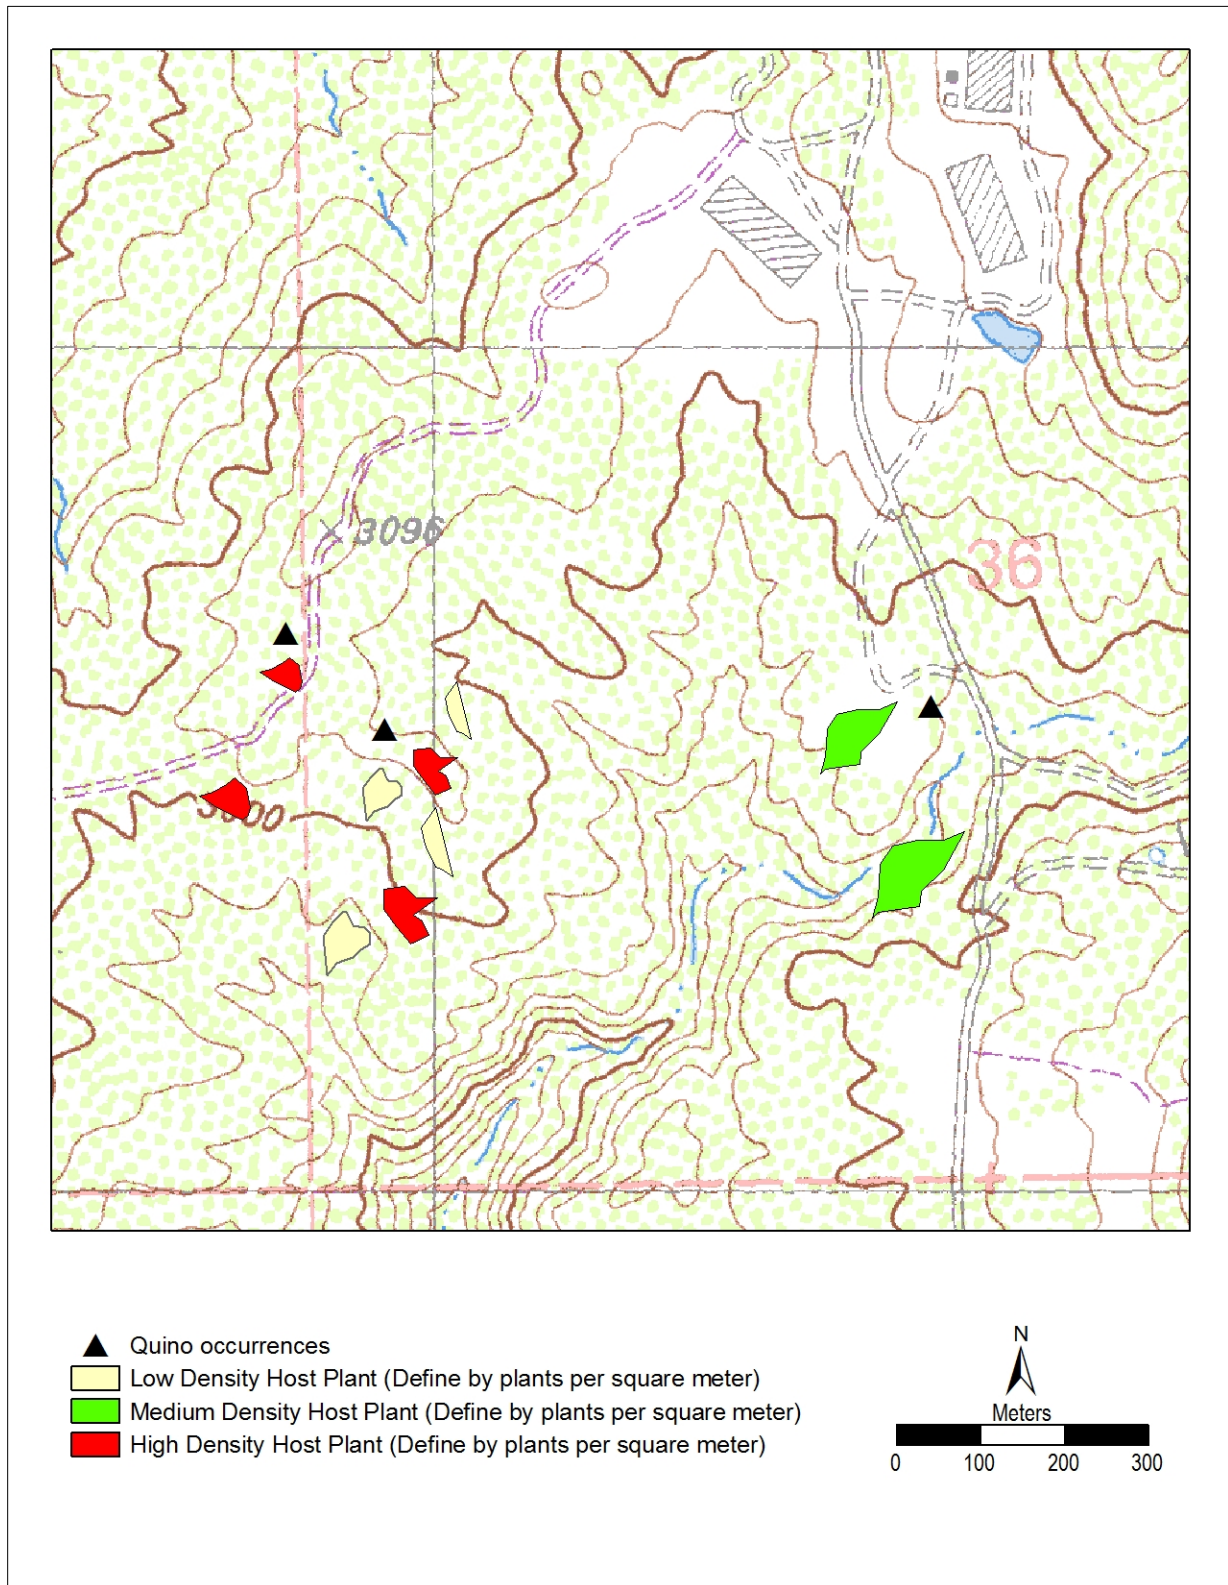 3096
36
3000
Quino occurrences
Low Density Host Plant (Define by plants per square meter)
Medium Density Host Plant (Define by plants per square meter)
High Density Host Plant (Define by plants per square meter)
N
Meters
0 100 200 300